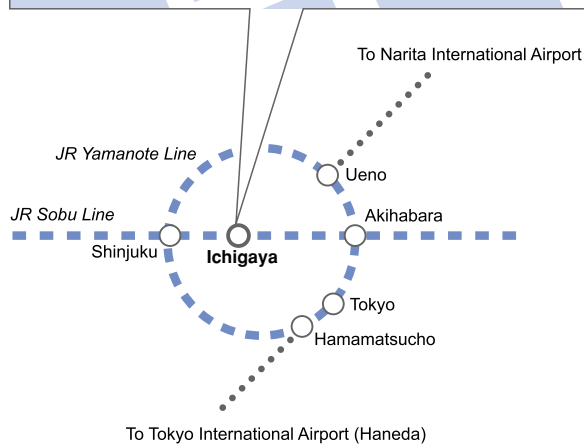 To Narita International Airport
JR Yamanote Line
Ueno
JR Sobu Line
Akihabara
Shinjuku
Ichigaya
Tokyo
Hamamatsucho
To Tokyo International Airport (Haneda)